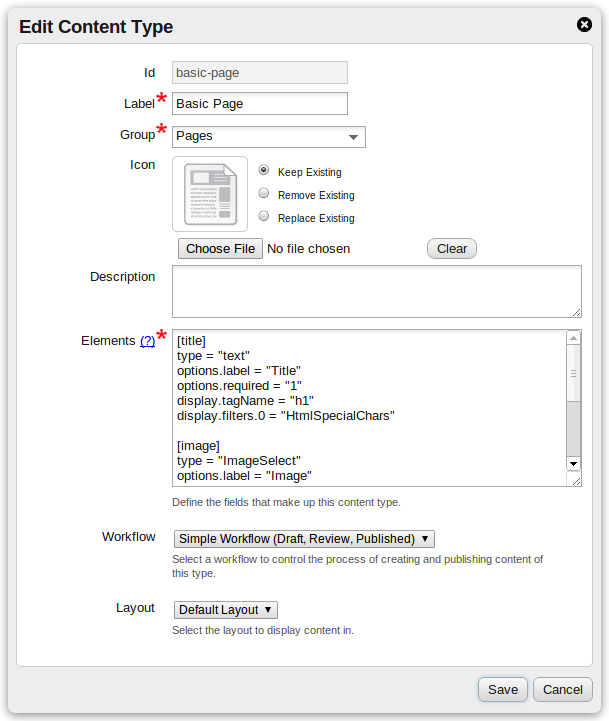 Edit Content Type
Id basic-page
Label* Basic Page
Group* Pages
Icon
Keep Existing
Remove Existing
Replace Existing
Choose File No file chosen Clear
Description
Elements (?)*
[title]
type = "text"
options.label = "Title"
options.required = "1"
display.tagName = "h1"
display.filters.0 = "HtmlSpecialChars"
[image]
type = "ImageSelect"
options.label = "Image"
Define the fields that make up this content type.
Workflow Simple Workflow (Draft, Review, Published)
Select a workflow to control the process of creating and publishing content of
this type.
Layout Default Layout
Select the layout to display content in.
Save Cancel